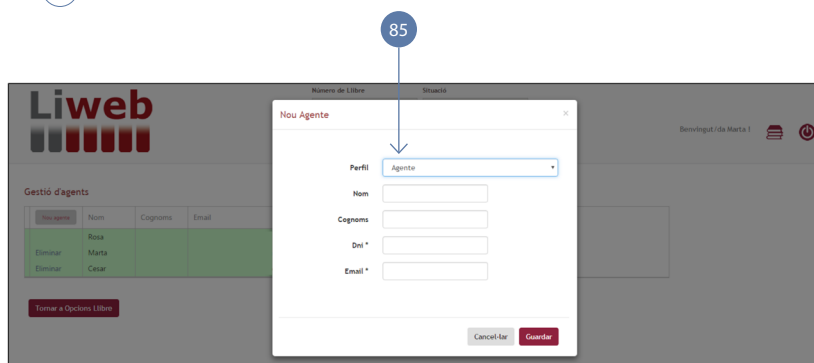 85
Liweb
Número de Llibre Situació
Benvingut/da Marta !
Nou Agente ×
Perfil Agente
Nom
Cognoms
Dni *
Email *
Cancel·lar Guardar
Gestió d'agents
Nou agent Nom Cognoms Email
Rosa
Eliminar Marta
Eliminar Cesar
Tornar a Opcions Llibre